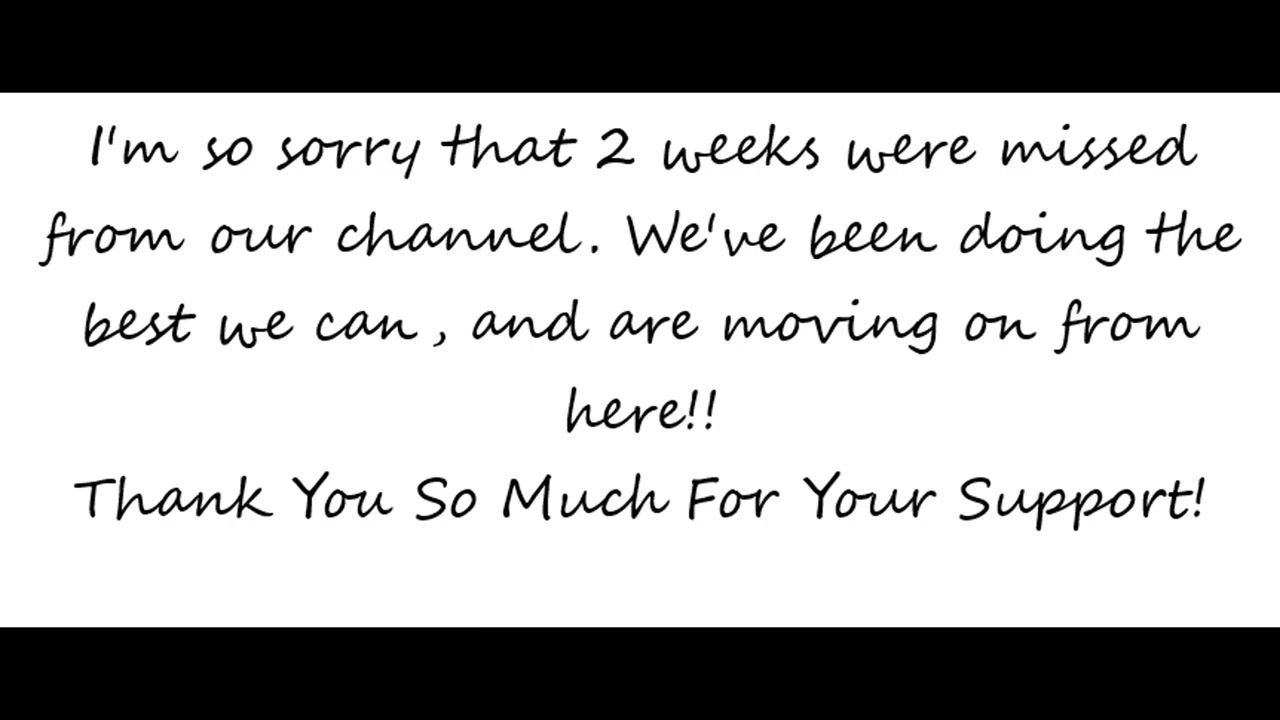 I'm so sorry that 2 weeks were missed
from our channel. We've been doing the
best we can, and are moving on from
here!!
Thank You So Much For Your Support!